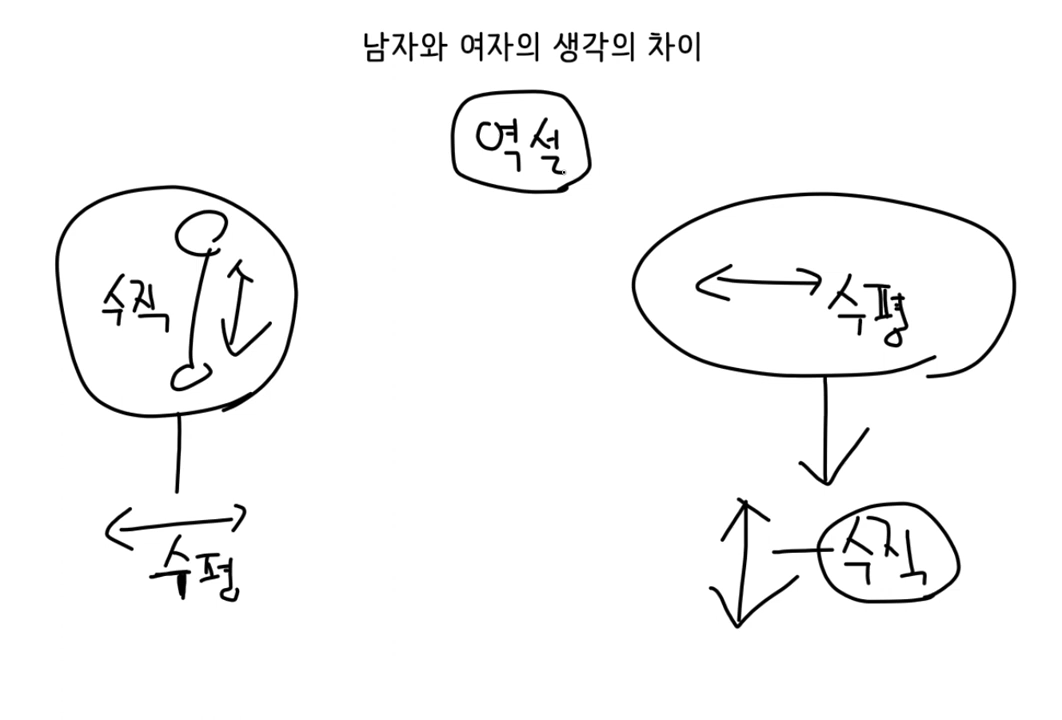 남자와 여자의 생각의 차이
역설
수직
수평
수평
수직